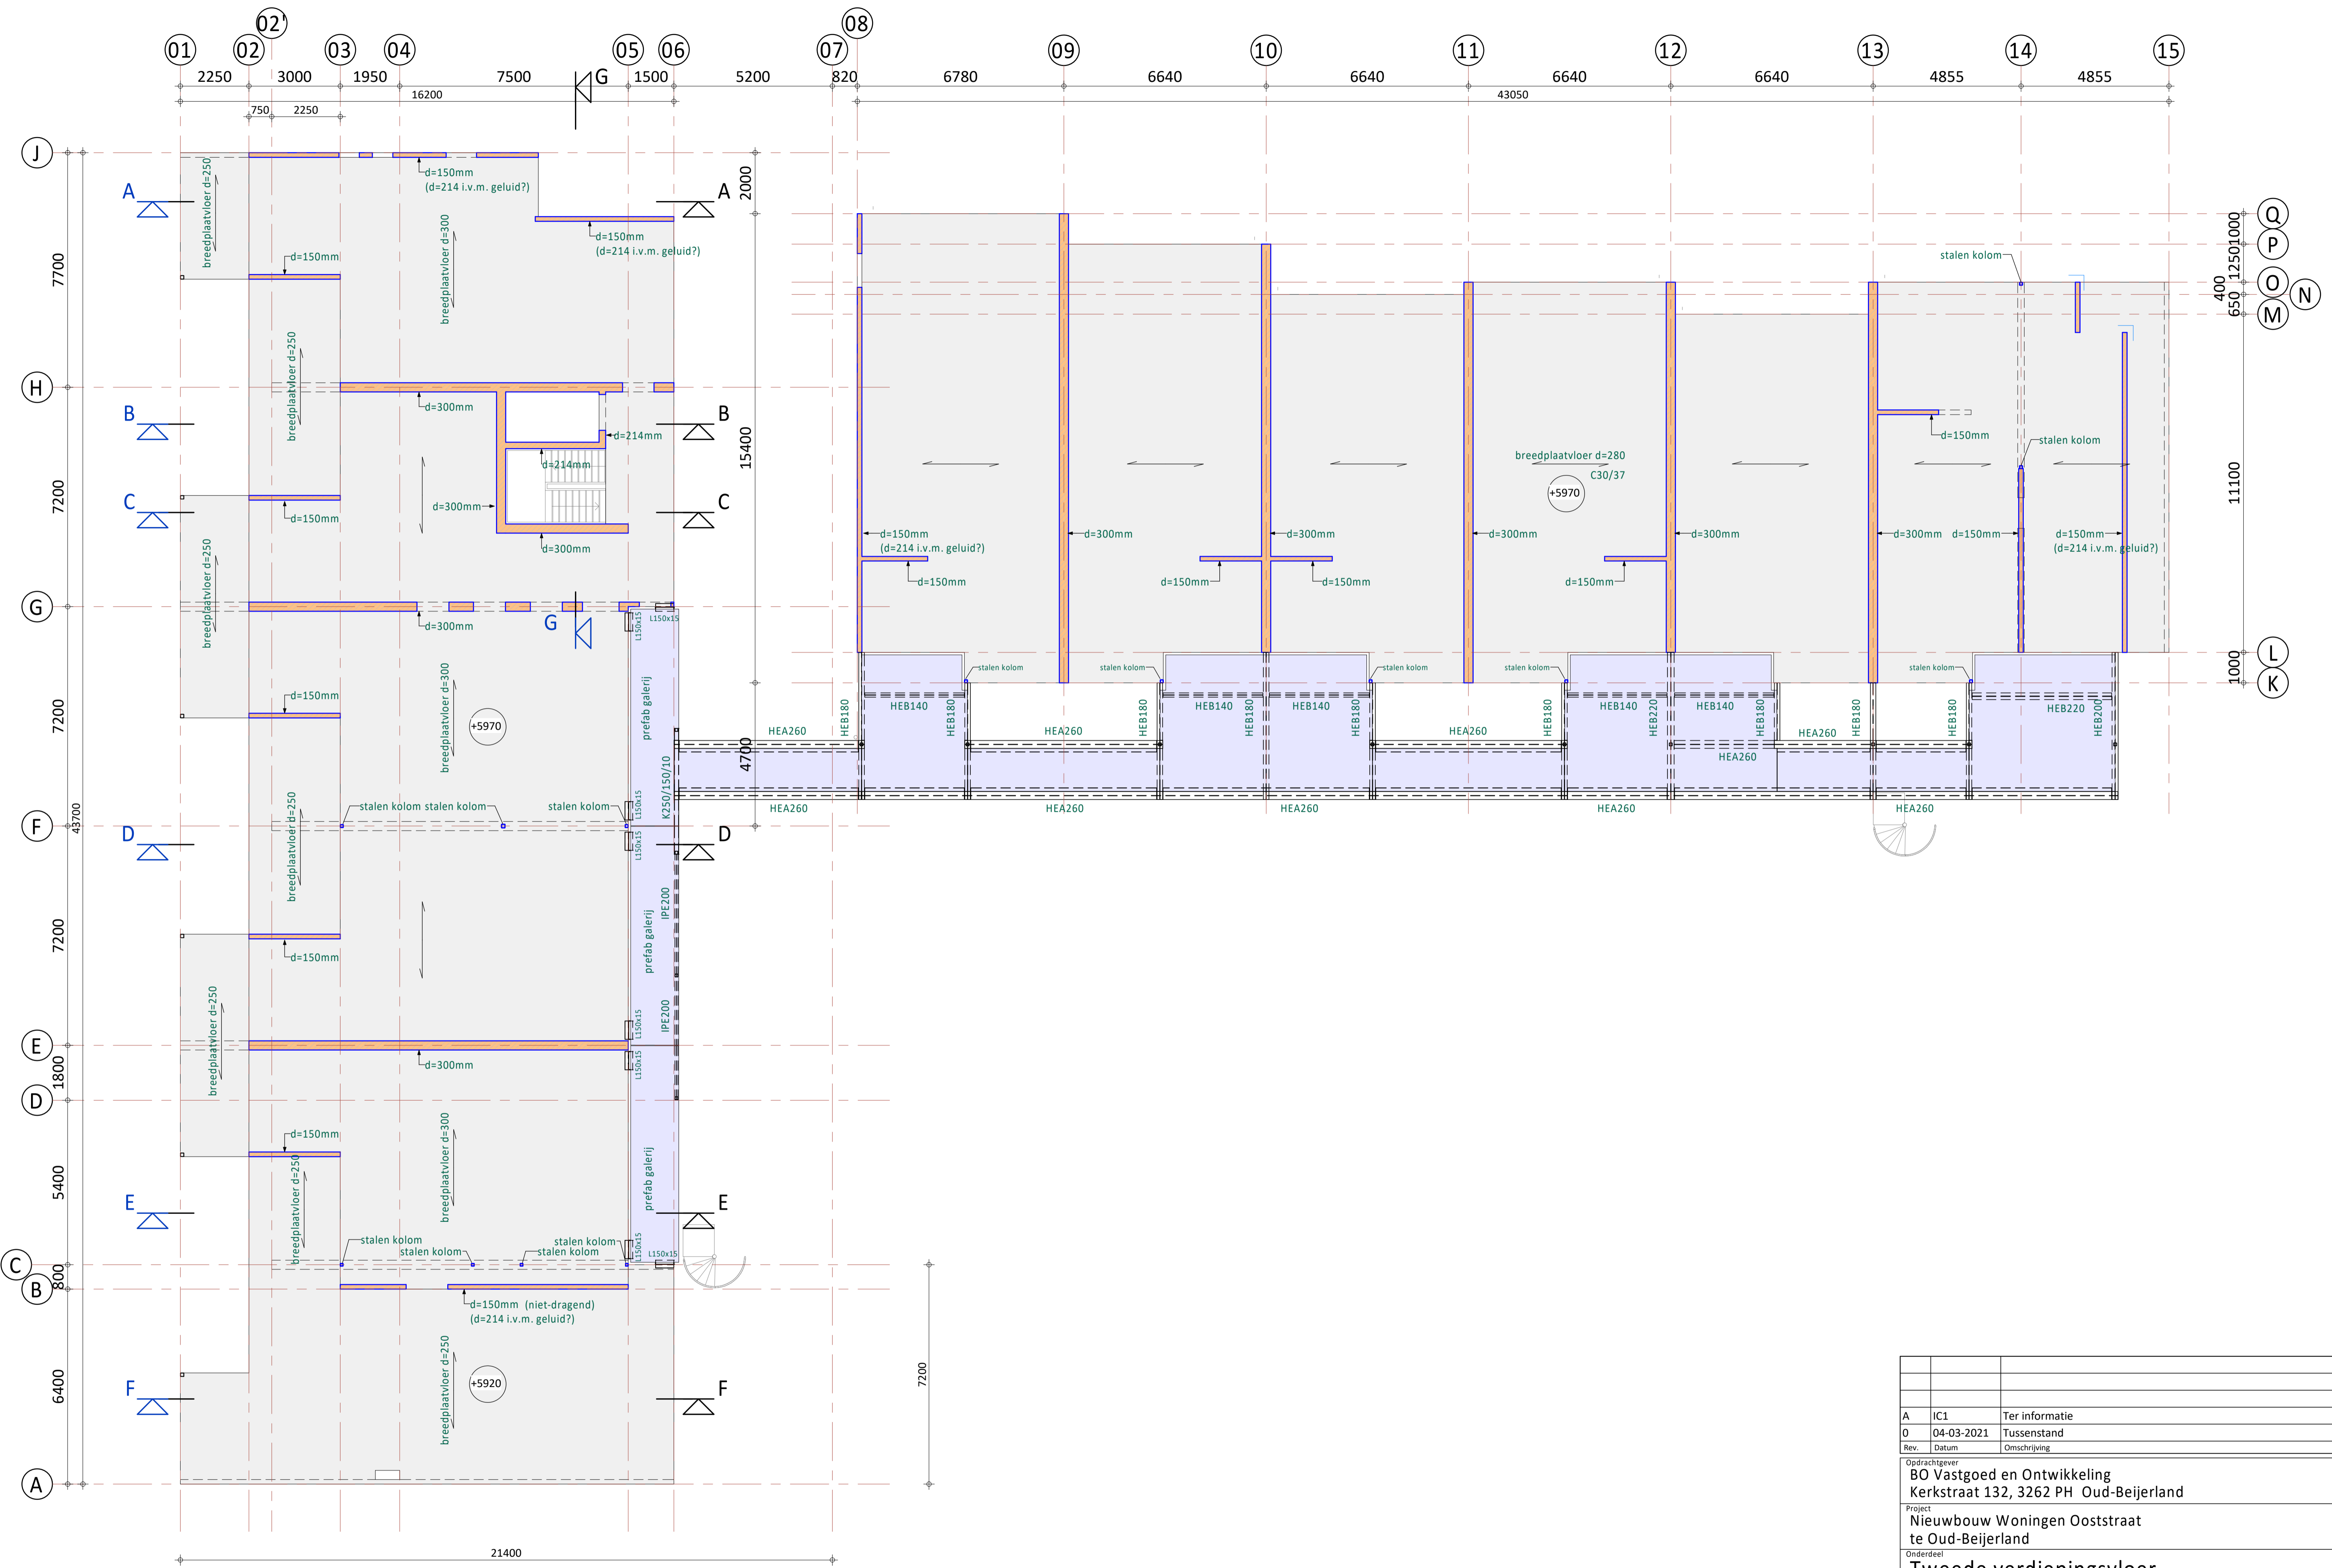 02'
08
01
02
03
04
05
06
07
09
10
11
12
13
14
15
2250
3000
1950
7500
G
1500
5200
820
6780
6640
6640
6640
6640
4855
4855
16200
43050
750
2250
J
H
G
F
E
D
C
B
A
7700
7200
7200
7200
1800
5400
800
6400
43700
2000
15400
4700
7200
21400
Q
P
O
N
M
L
K
1000
1250
400
650
11100
1000
A
A
B
B
C
C
G
D
D
E
E
F
F
breedplaatvloer d=250
d=150mm
(d=214 i.v.m. geluid?)
breedplaatvloer d=300
d=150mm
(d=214 i.v.m. geluid?)
d=150mm
breedplaatvloer d=250
d=300mm
d=214mm
d=214mm
d=150mm
d=300mm
d=300mm
breedplaatvloer d=250
d=300mm
L150x15
L150x15
d=150mm
breedplaatvloer d=300
+5970
prefab galerij
K250/150/10
breedplaatvloer d=250
stalen kolom
stalen kolom
stalen kolom
L150x15
L150x15
IPE200
prefab galerij
d=150mm
IPE200
breedplaatvloer d=250
L150x15
L150x15
d=300mm
d=150mm
breedplaatvloer d=300
prefab galerij
breedplaatvloer d=250
stalen kolom
stalen kolom
stalen kolom
stalen kolom
L150x15
L150x15
d=150mm (niet-dragend)
(d=214 i.v.m. geluid?)
breedplaatvloer d=250
+5920
stalen kolom
d=150mm
stalen kolom
breedplaatvloer d=280
C30/37
+5970
d=150mm
(d=214 i.v.m. geluid?)
d=300mm
d=300mm
d=300mm
d=300mm
d=300mm
d=150mm
d=150mm
(d=214 i.v.m. geluid?)
d=150mm
d=150mm
d=150mm
d=150mm
stalen kolom
stalen kolom
stalen kolom
stalen kolom
stalen kolom
HEB180
HEB140
HEB180
HEB180
HEB140
HEB180
HEB140
HEB180
HEB180
HEB140
HEB220
HEB140
HEB180
HEB180
HEB180
HEB220
HEB200
HEA260
HEA260
HEA260
HEA260
HEA260
HEA260
HEA260
HEA260
HEA260
HEA260
A IC1 Ter informatie
0 04-03-2021 Tussenstand
Rev. Datum Omschrijving
Opdrachtgever
BO Vastgoed en Ontwikkeling
Kerkstraat 132, 3262 PH Oud-Beijerland
Project
Nieuwbouw Woningen Ooststraat
te Oud-Beijerland
Onderdeel
Tweede verdiepingsvloer